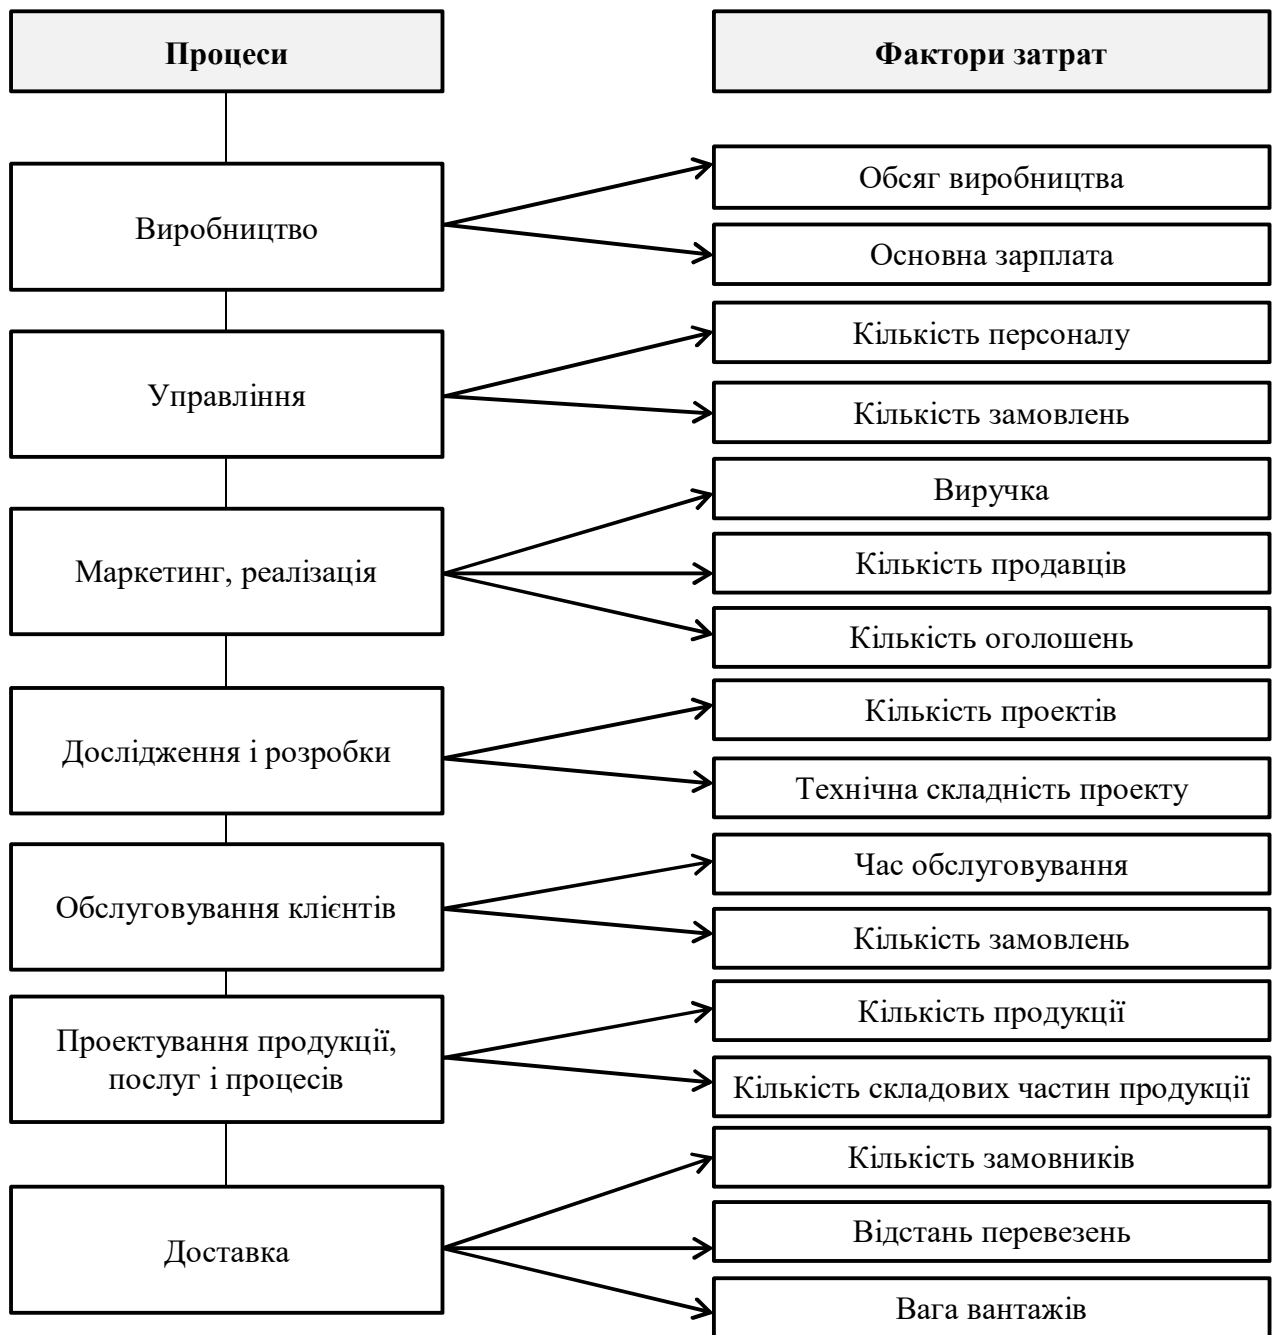 Процеси
Фактори затрат
Виробництво
Обсяг виробництва
Основна зарплата
Управління
Кількість персоналу
Кількість замовлень
Маркетинг, реалізація
Виручка
Кількість продавців
Кількість оголошень
Дослідження і розробки
Кількість проектів
Технічна складність проекту
Обслуговування клієнтів
Час обслуговування
Кількість замовлень
Проектування продукції,
послуг і процесів
Кількість продукції
Кількість складових частин продукції
Доставка
Кількість замовників
Відстань перевезень
Вага вантажів